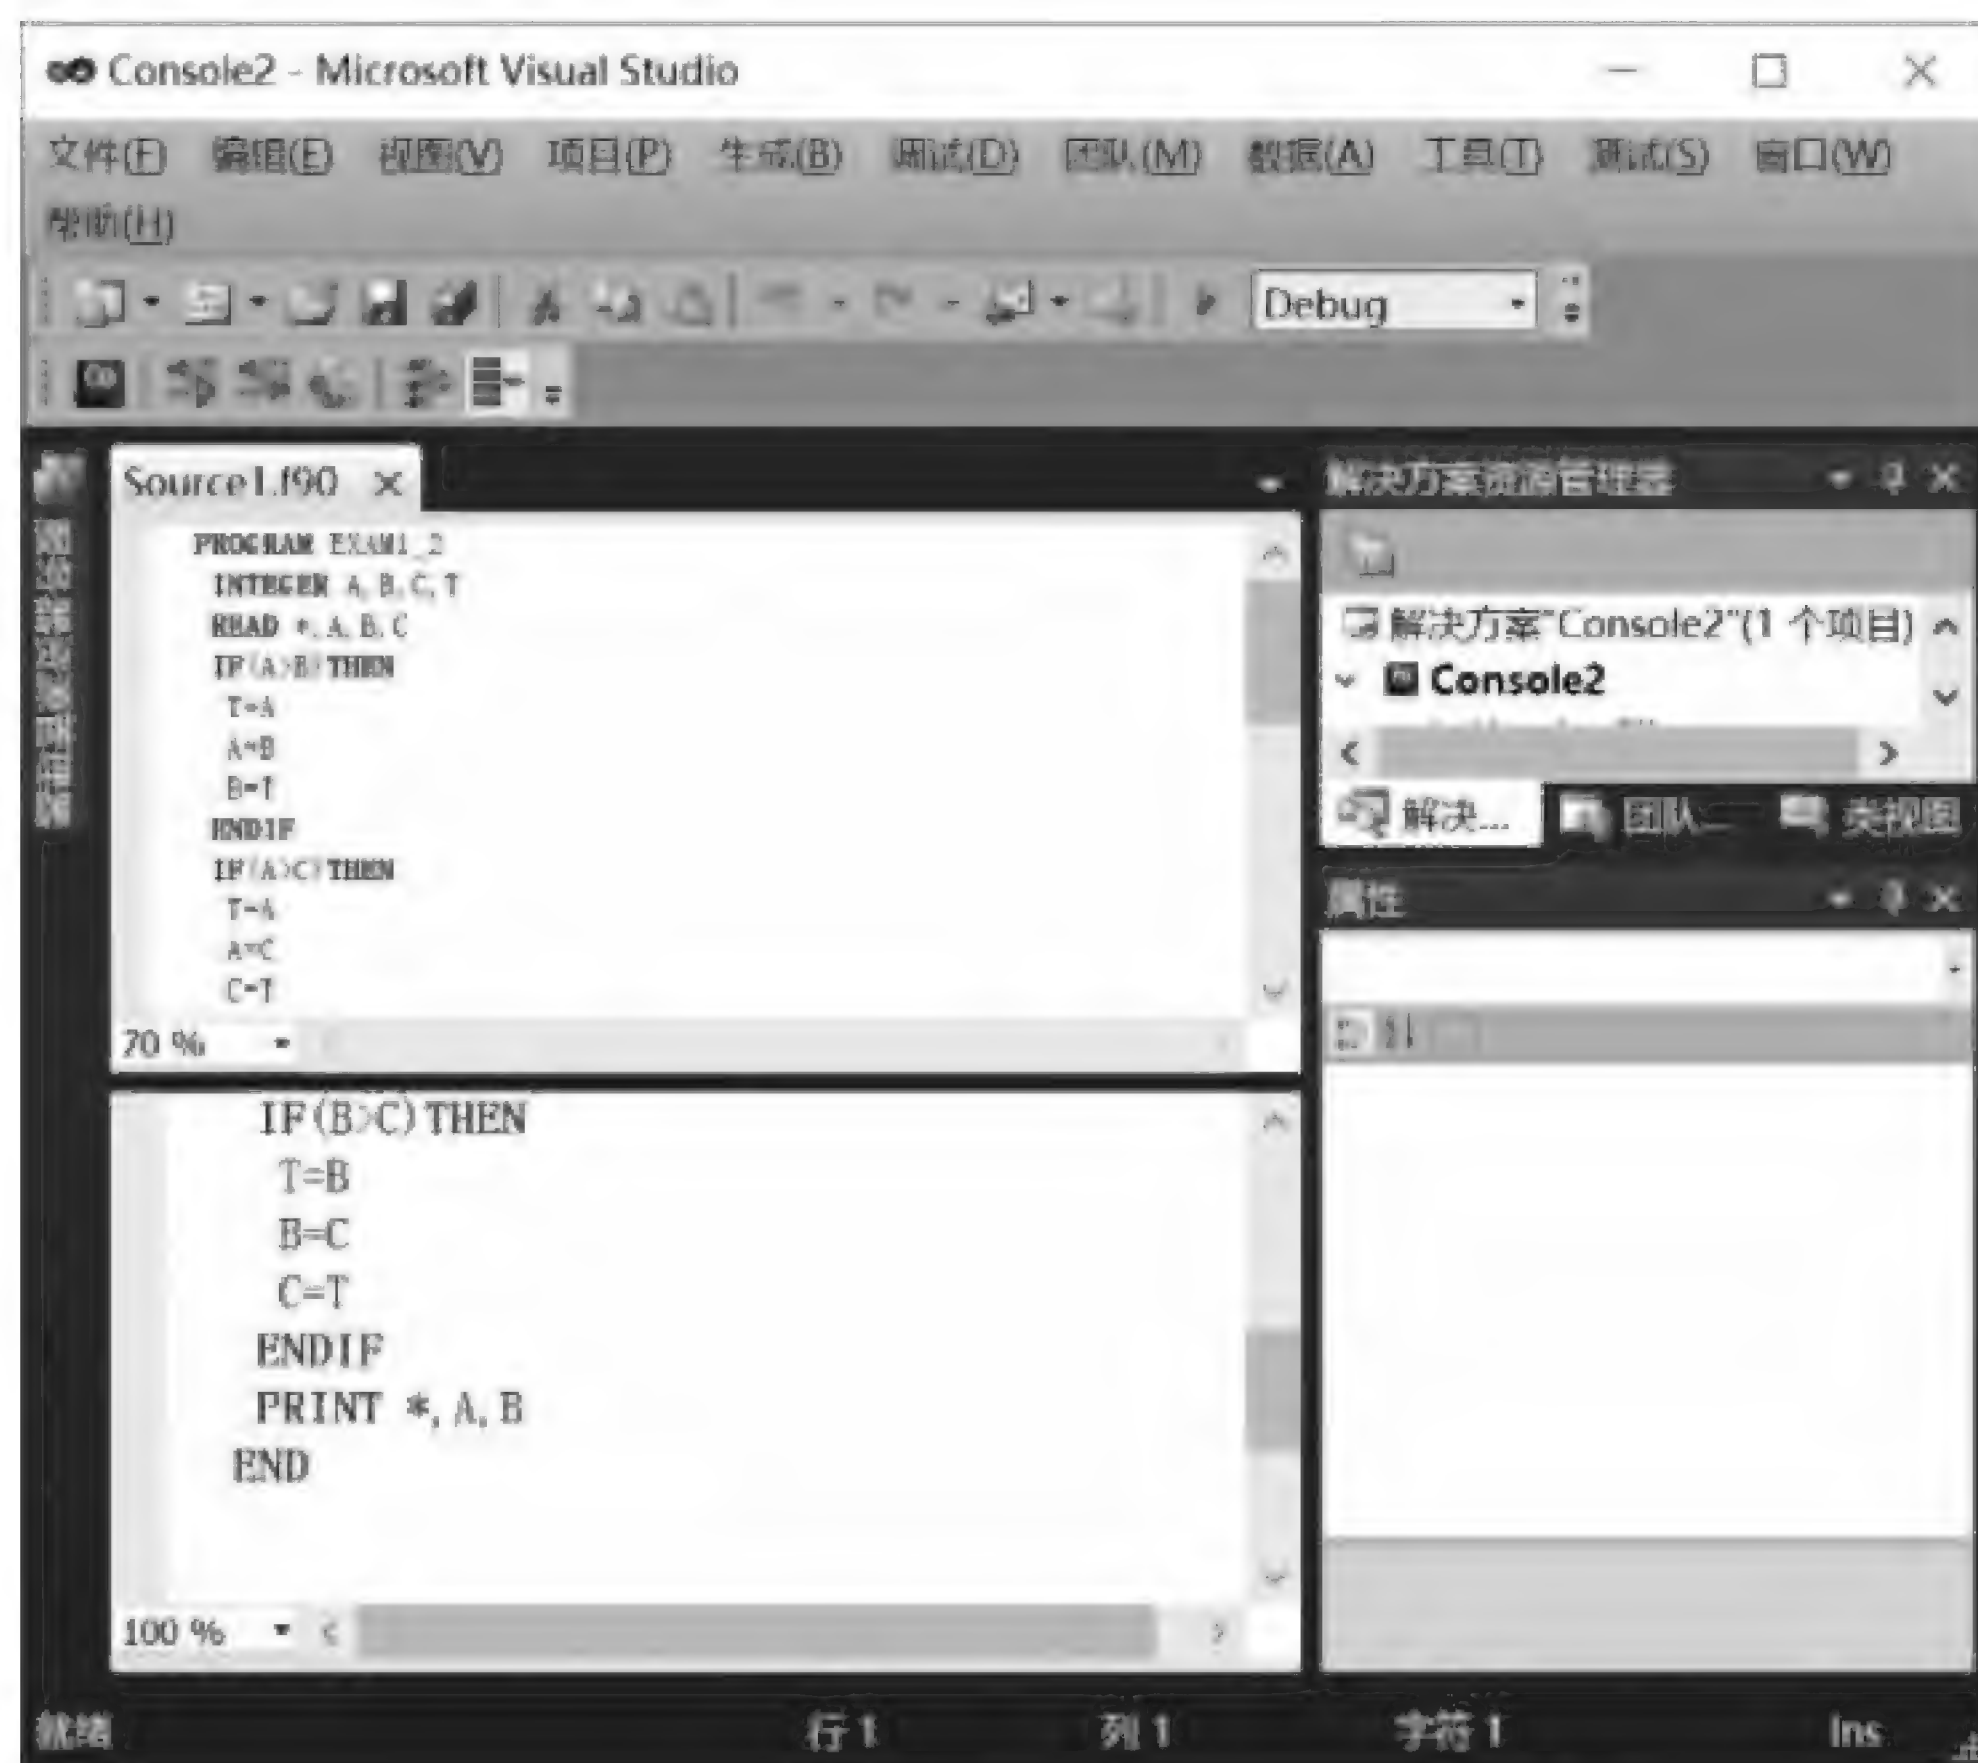 Console2 - Microsoft Visual Studio
文件(F) 编辑(E) 视图(V) 项目(P) 生成(B) 调试(D) 团队(M) 数据(A) 工具(T) 测试(S) 窗口(W)
帮助(H)
Debug
Source1.f90
PROGRAM EXAM1_2
INTEGER A,B,C,T
READ *,A,B,C
IF(A>B)THEN
T=A
A=B
B=T
ENDIF
IF(A>C)THEN
T=A
A=C
C=T
70 %
IF(B>C)THEN
T=B
B=C
C=T
ENDIF
PRINT *,A,B
END
100 %
解决方案资源管理器
解决方案"Console2"(1 个项目)
Console2
解决... 团队... 类视图
属性
就绪 行 1 列 1 字符 1 Ins